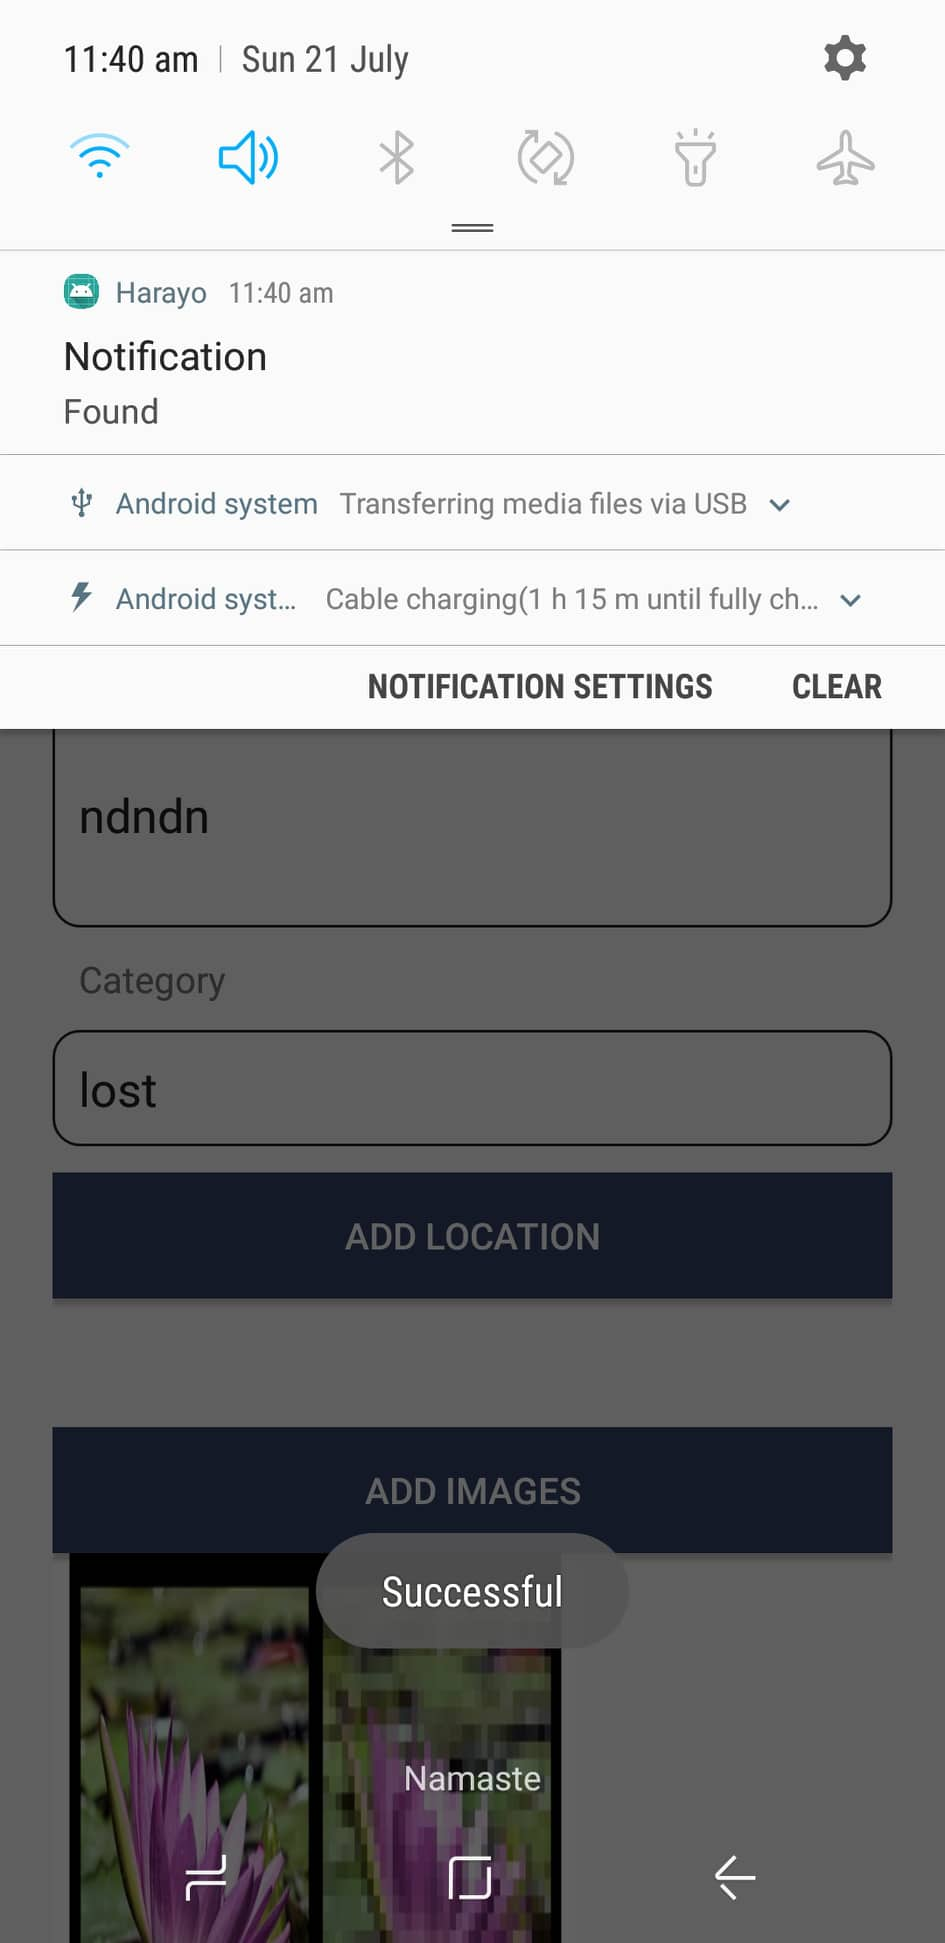 11:40 am | Sun 21 July
Harayo 11:40 am
Notification
Found
Android system Transferring media files via USB
Android syst... Cable charging(1 h 15 m until fully ch...
NOTIFICATION SETTINGS CLEAR
ndndn
Category
lost
ADD LOCATION
ADD IMAGES
Successful
Namaste